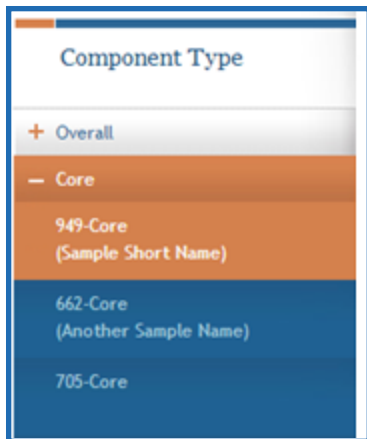 Component Type
+ Overall
– Core
949-Core
(Sample Short Name)
662-Core
(Another Sample Name)
705-Core